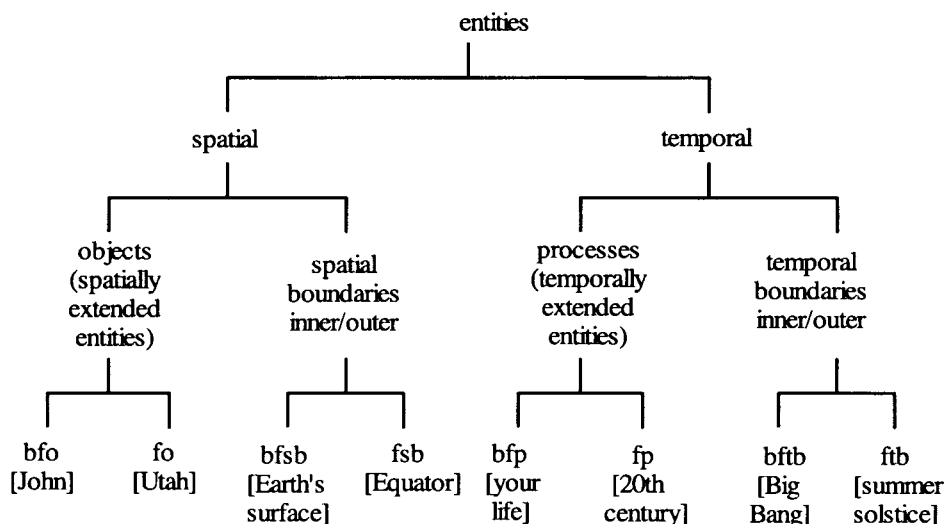 entities
spatial
temporal
objects
(spatially
extended
entities)
spatial
boundaries
inner/outer
processes
(temporally
extended
entities)
temporal
boundaries
inner/outer
bfo
[John]
fo
[Utah]
bfsb
[Earth's
surface]
fsb
[Equator]
bfp
[your
life]
fp
[20th
century]
bftb
[Big
Bang]
ftb
[summer
solstice]